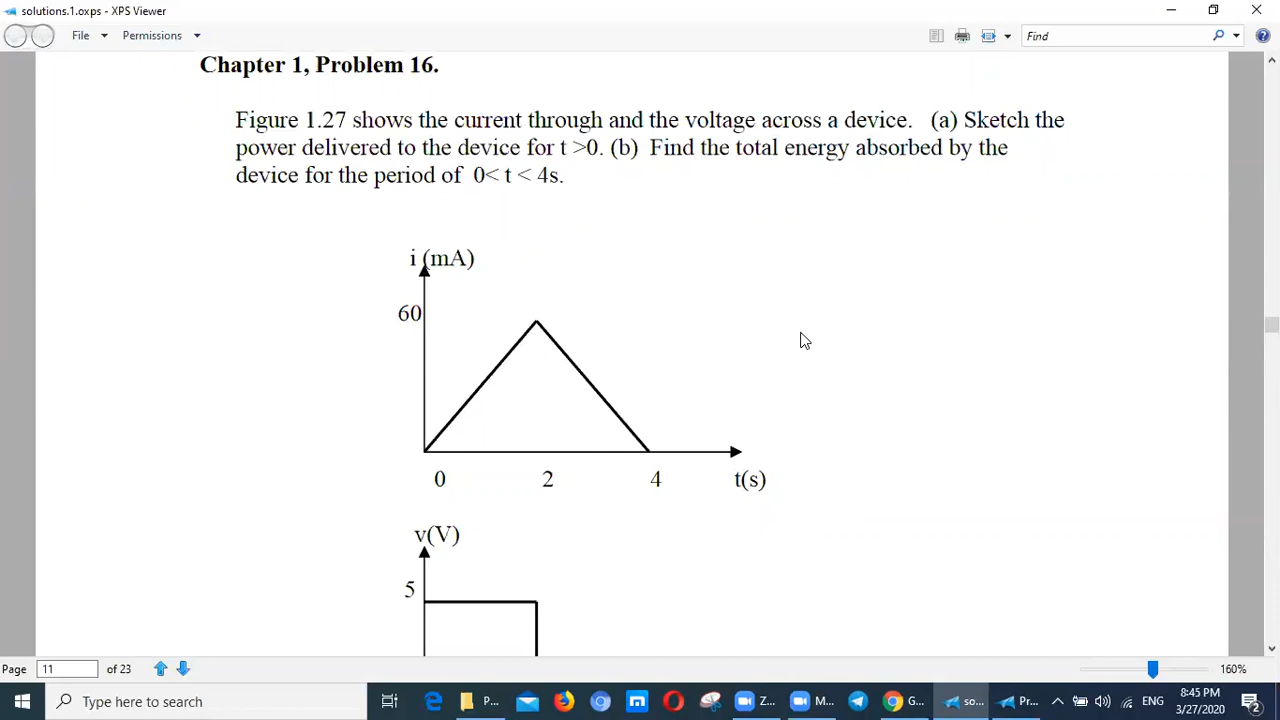 solutions.1.oxps - XPS Viewer
File Permissions Find
Chapter 1, Problem 16.
Figure 1.27 shows the current through and the voltage across a device. (a) Sketch the
power delivered to the device for t >0. (b) Find the total energy absorbed by the
device for the period of 0< t < 4s.
i (mA)
60
0 2 4 t(s)
v(V)
5
Page 11 of 23 160%
Type here to search P... Z... M... G... so... Pr... ENG 8:45 PM
3/27/2020 2